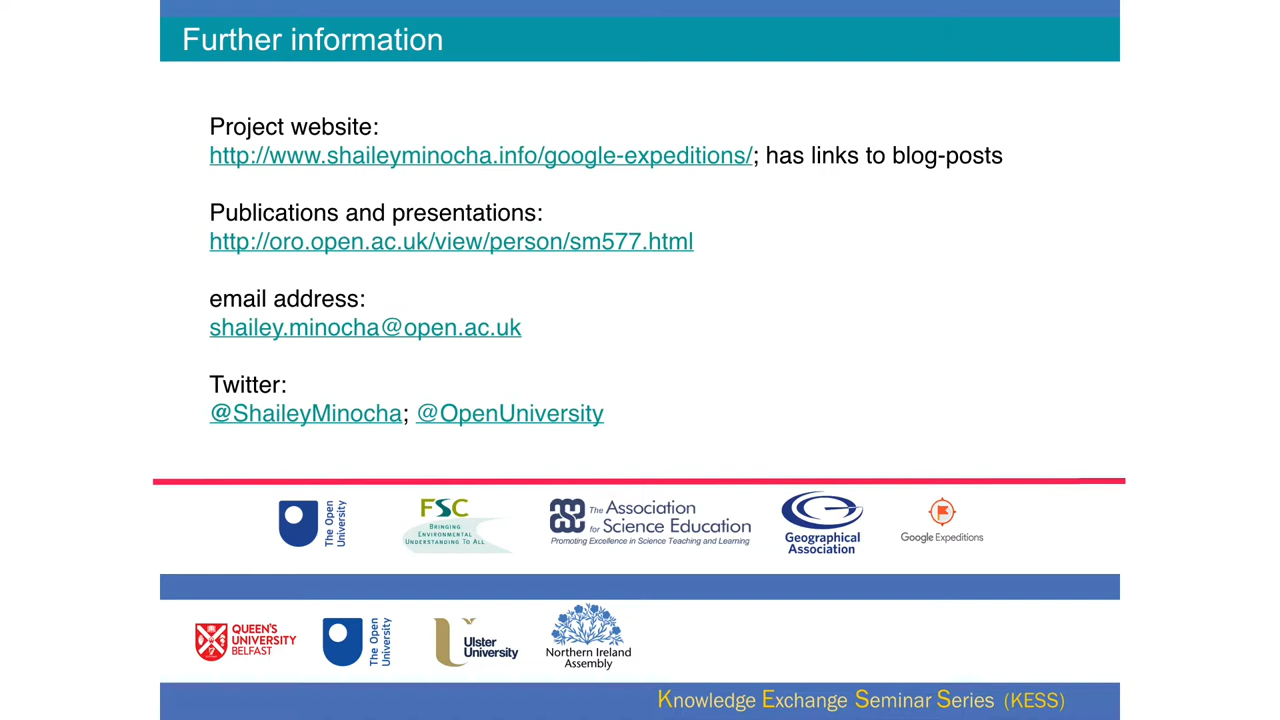 Further information
Project website:
http://www.shaileyminocha.info/google-expeditions/; has links to blog-posts
Publications and presentations:
http://oro.open.ac.uk/view/person/sm577.html
email address:
shailey.minocha@open.ac.uk
Twitter:
@ShaileyMinocha; @OpenUniversity
The Open
University
FSC
BRINGING
ENVIRONMENTAL
UNDERSTANDING TO ALL
The Association
for Science Education
Promoting Excellence in Science Teaching and Learning
Geographical
Association
Google Expeditions
QUEEN'S
UNIVERSITY
BELFAST
The Open
University
Ulster
University
Northern Ireland
Assembly
Knowledge Exchange Seminar Series (KESS)